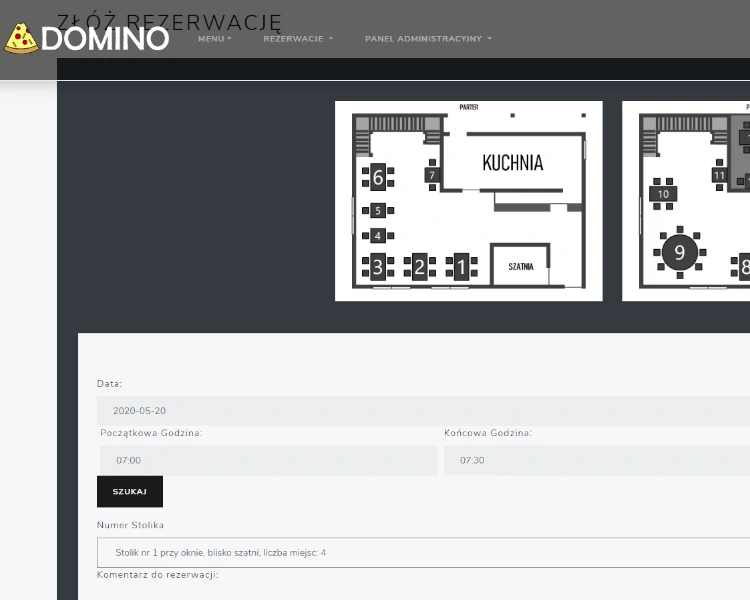 ZŁÓŻ REZERWACJĘ
DOMINO
MENU
REZERWACJE
PANEL ADMINISTRACYJNY
PARTER
P
KUCHNIA
SZATNIA
6
7
5
4
3
2
1
11
10
9
8
Data:
2020-05-20
Początkowa Godzina:
Końcowa Godzina:
07:00
07:30
SZUKAJ
Numer Stolika
Stolik nr 1 przy oknie, blisko szatni, liczba miejsc: 4
Komentarz do rezerwacji: